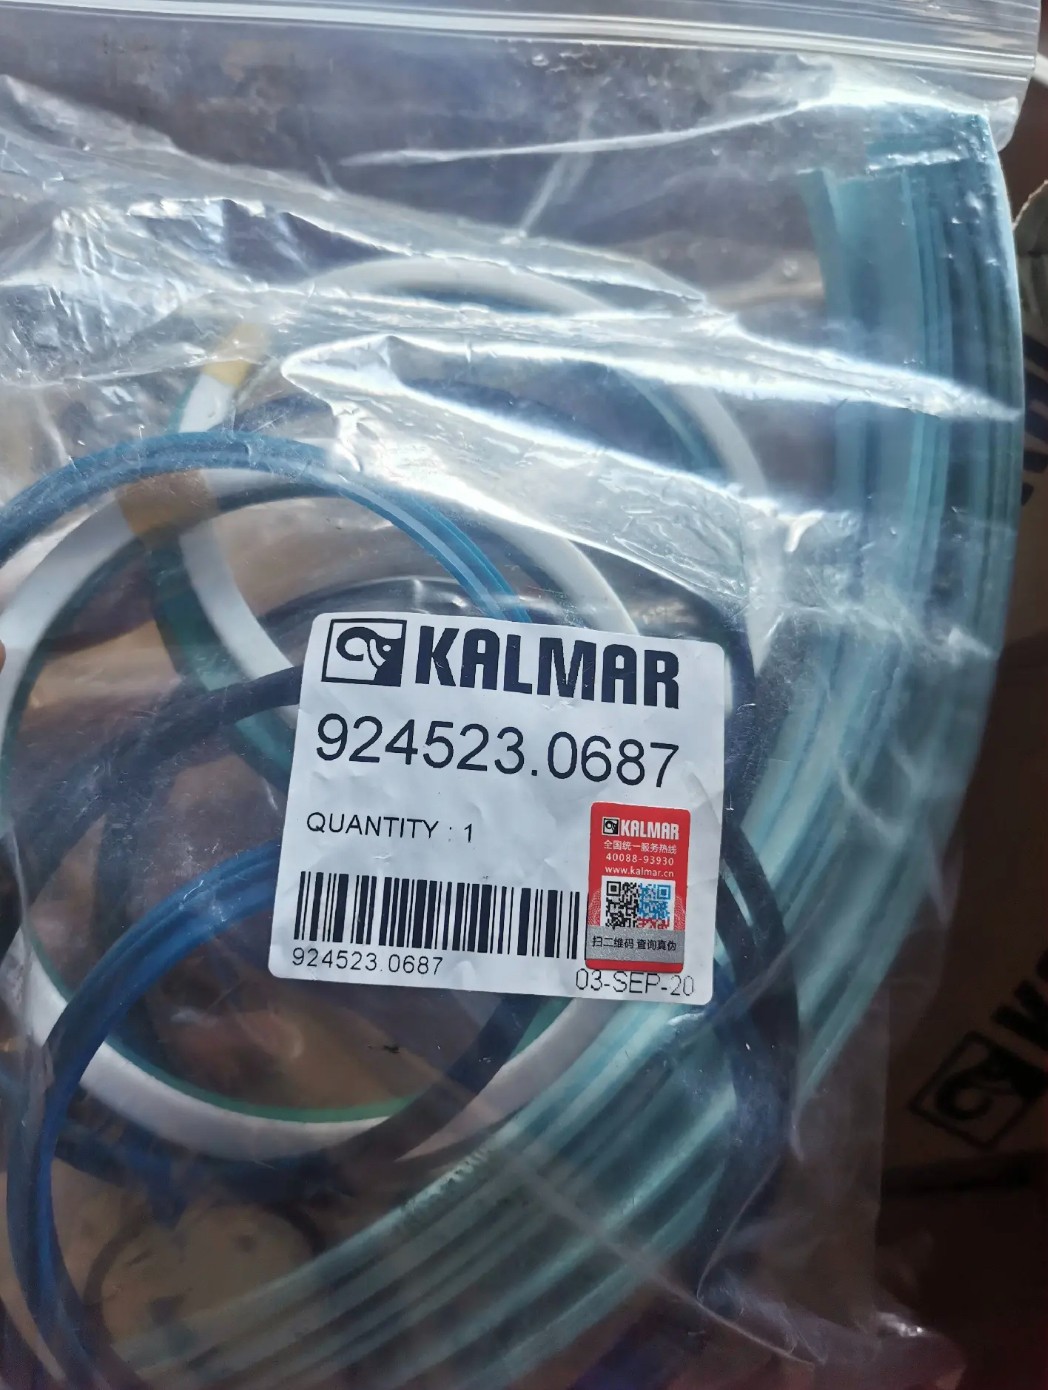 KALMAR
924523.0687
QUANTITY : 1
KALMAR
全国统一服务热线
40088-93930
www.kalmar.cn
扫二维码 查询真伪
924523.0687
03-SEP-20